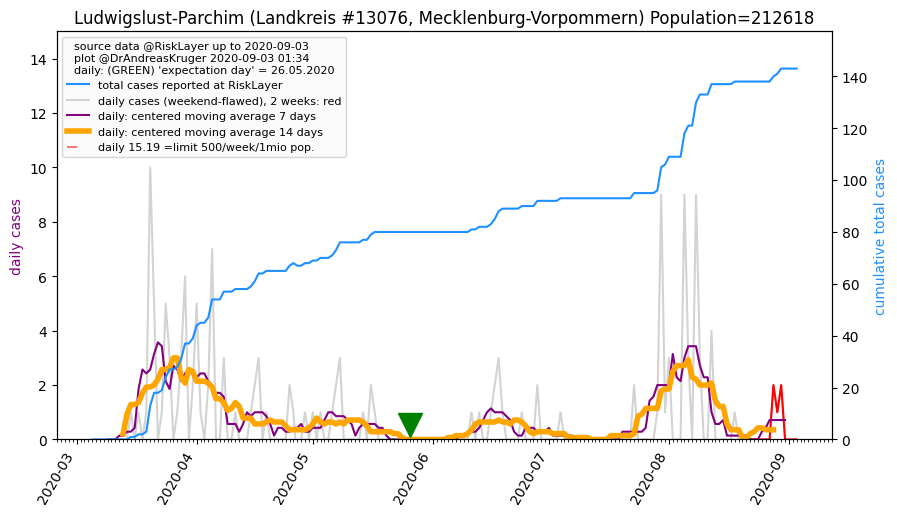 Ludwigslust-Parchim (Landkreis #13076, Mecklenburg-Vorpommern) Population=212618
source data @RiskLayer up to 2020-09-03
plot @DrAndreasKruger 2020-09-03 01:34
daily: (GREEN) 'expectation day' = 26.05.2020
total cases reported at RiskLayer
daily cases (weekend-flawed), 2 weeks: red
daily: centered moving average 7 days
daily: centered moving average 14 days
daily 15.19 =limit 500/week/1mio pop.
daily cases
14
12
10
8
6
4
2
0
cumulative total cases
140
120
100
80
60
40
20
0
2020-03
2020-04
2020-05
2020-06
2020-07
2020-08
2020-09